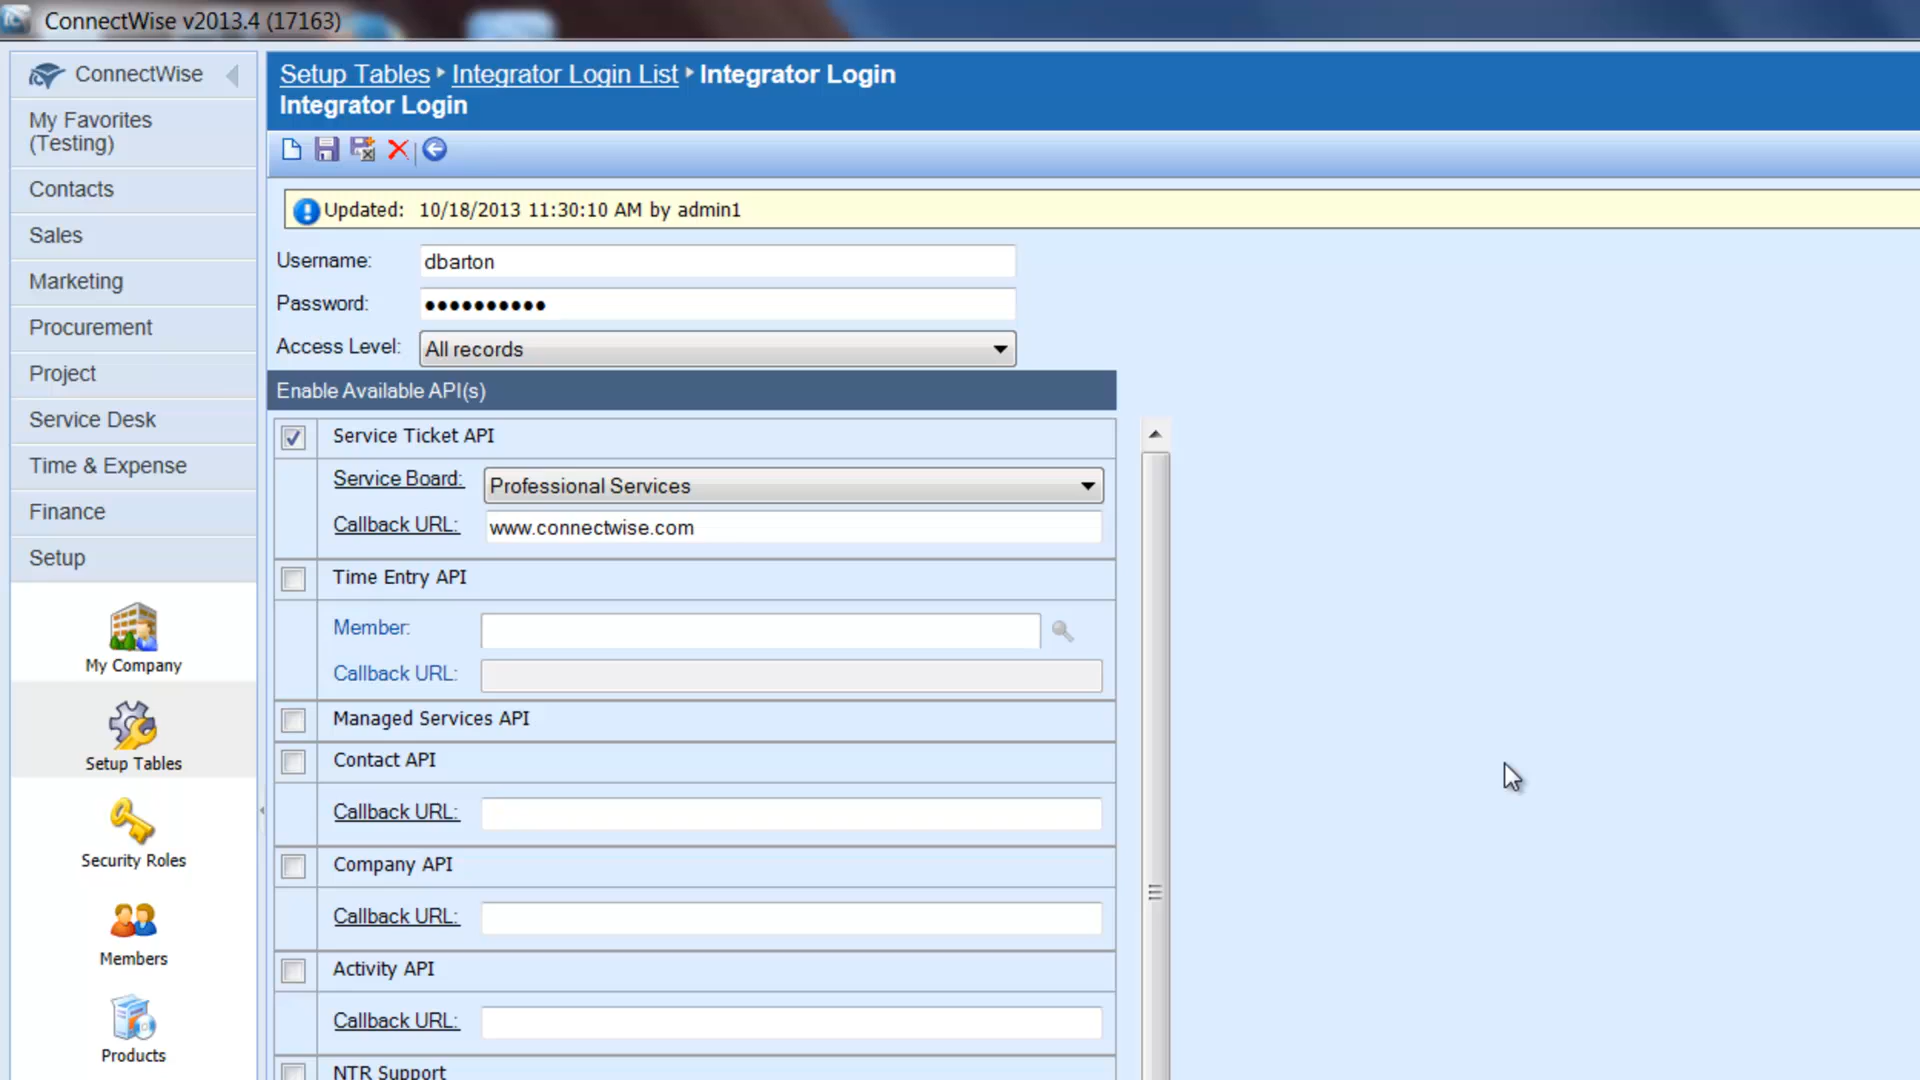 ConnectWise v2013.4 (17163)
ConnectWise
My Favorites
(Testing)
Contacts
Sales
Marketing
Procurement
Project
Service Desk
Time & Expense
Finance
Setup
My Company
Setup Tables
Security Roles
Members
Products
Setup Tables Integrator Login List Integrator Login
Integrator Login
Updated: 10/18/2013 11:30:10 AM by admin1
Username: dbarton
Password: ●●●●●●●●●●
Access Level: All records
Enable Available API(s)
Service Ticket API
Service Board: Professional Services
Callback URL: www.connectwise.com
Time Entry API
Member:
Callback URL:
Managed Services API
Contact API
Callback URL:
Company API
Callback URL:
Activity API
Callback URL:
NTR Support